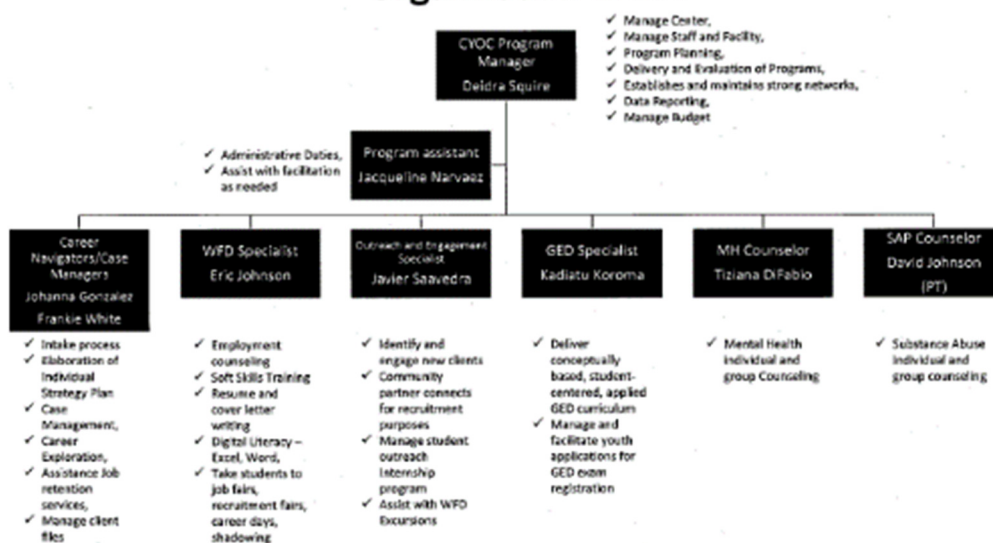 CYOC Program
Manager
Deidra Squire
✓ Manage Center,
✓ Manage Staff and Facility,
✓ Program Planning,
✓ Delivery and Evaluation of Programs,
✓ Establishes and maintains strong networks,
✓ Data Reporting,
✓ Manage Budget
✓ Administrative Duties,
✓ Assist with facilitation
as needed
Program assistant
Jacqueline Narvaez
Career
Navigators/Case
Managers
Johanna Gonzalez
Frankie White
✓ Intake process
✓ Elaboration of
Individual
Strategy Plan
✓ Case
Management,
✓ Career
Exploration,
✓ Assistance Job
retention
services,
✓ Manage client
files
WFD Specialist
Eric Johnson
✓ Employment
counseling
✓ Soft Skills Training
✓ Resume and
cover letter
writing
✓ Digital Literacy –
Excel, Word,
✓ Take students to
job fairs,
recruitment fairs,
career days,
shadowing
Outreach and Engagement
Specialist
Javier Saavedra
✓ Identify and
engage new clients
✓ Community
partner connects
for recruitment
purposes
✓ Manage student
outreach
Internship
program
✓ Assist with WFD
Excursions
GED Specialist
Kadiatu Koroma
✓ Deliver
conceptually
based, student-
centered, applied
GED curriculum
✓ Manage and
facilitate youth
applications for
GED exam
registration
MH Counselor
Tiziana DiFabio
✓ Mental Health
individual and
group Counseling
SAP Counselor
David Johnson
(PT)
✓ Substance Abuse
individual and
group counseling